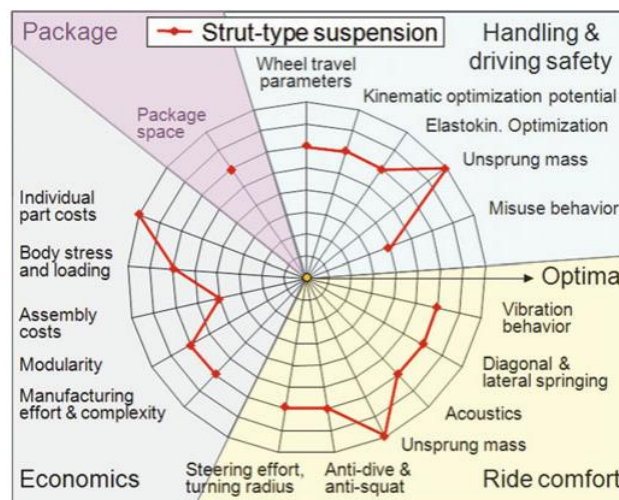 Package
Strut-type suspension
Handling &
driving safety
Wheel travel
parameters
Kinematic optimization potential
Elastokin. Optimization
Unsprung mass
Misuse behavior
Package
space
Individual
part costs
Body stress
and loading
Assembly
costs
Modularity
Manufacturing
effort & complexity
Optima
Vibration
behavior
Diagonal &
lateral springing
Acoustics
Unsprung mass
Anti-dive &
anti-squat
Steering effort,
turning radius
Economics
Ride comfort